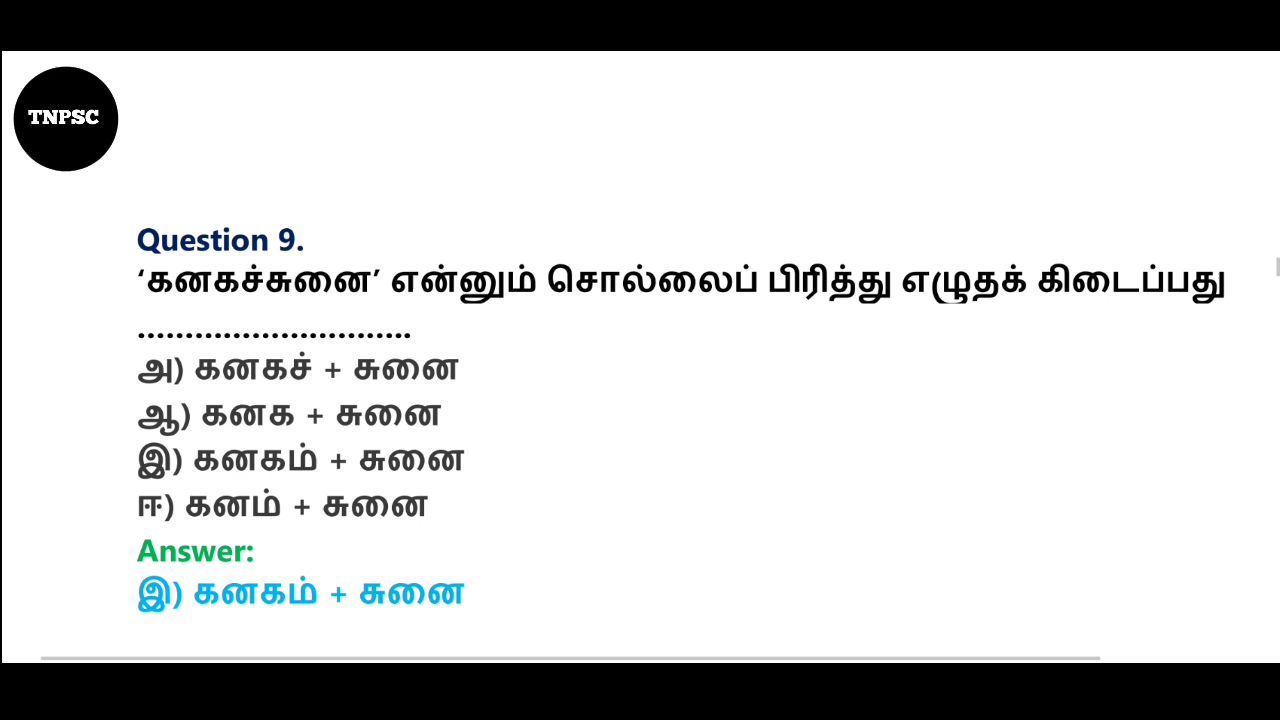 TNPSC
Question 9.
‘கனகச்சுனை’ என்னும் சொல்லைப் பிரித்து எழுதக் கிடைப்பது
………………………..
அ) கனகச் + சுனை
ஆ) கனக + சுனை
இ) கனகம் + சுனை
ஈ) கனம் + சுனை
Answer:
இ) கனகம் + சுனை